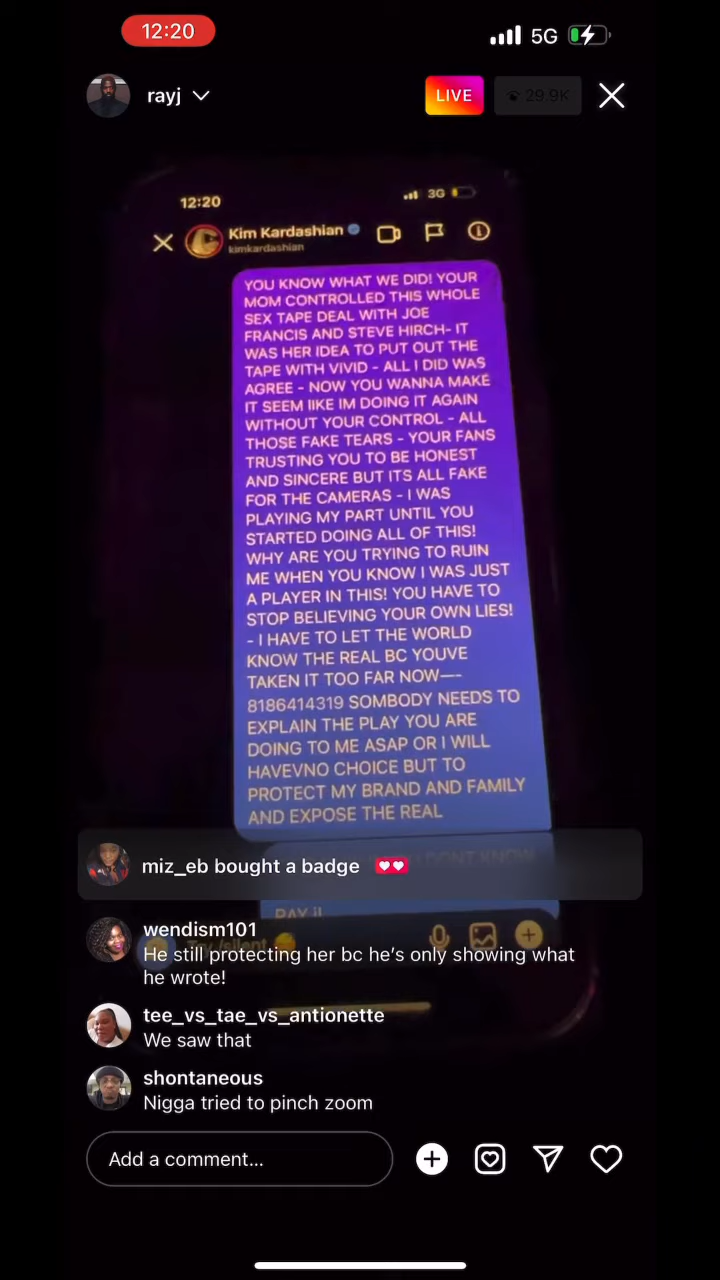 12:20
5G
rayj
LIVE
29.9K
12:20
3G
Kim Kardashian
kimkardashian
YOU KNOW WHAT WE DID! YOUR
MOM CONTROLLED THIS WHOLE
SEX TAPE DEAL WITH JOE
FRANCIS AND STEVE HIRCH- IT
WAS HER IDEA TO PUT OUT THE
TAPE WITH VIVID - ALL I DID WAS
AGREE - NOW YOU WANNA MAKE
IT SEEM lIKE IM DOING IT AGAIN
WITHOUT YOUR CONTROL - ALL
THOSE FAKE TEARS - YOUR FANS
TRUSTING YOU TO BE HONEST
AND SINCERE BUT ITS ALL FAKE
FOR THE CAMERAS - I WAS
PLAYING MY PART UNTIL YOU
STARTED DOING ALL OF THIS!
WHY ARE YOU TRYING TO RUIN
ME WHEN YOU KNOW I WAS JUST
A PLAYER IN THIS! YOU HAVE TO
STOP BELIEVING YOUR OWN LIES!
- I HAVE TO LET THE WORLD
KNOW THE REAL BC YOUVE
TAKEN IT TOO FAR NOW—-
8186414319 SOMBODY NEEDS TO
EXPLAIN THE PLAY YOU ARE
DOING TO ME ASAP OR I WILL
HAVEVNO CHOICE BUT TO
PROTECT MY BRAND AND FAMILY
AND EXPOSE THE REAL
DONT KNOW
miz_eb bought a badge
RAY
Try /silent
wendism101
He still protecting her bc he's only showing what
he wrote!
tee_vs_tae_vs_antionette
We saw that
shontaneous
Nigga tried to pinch zoom
Add a comment...